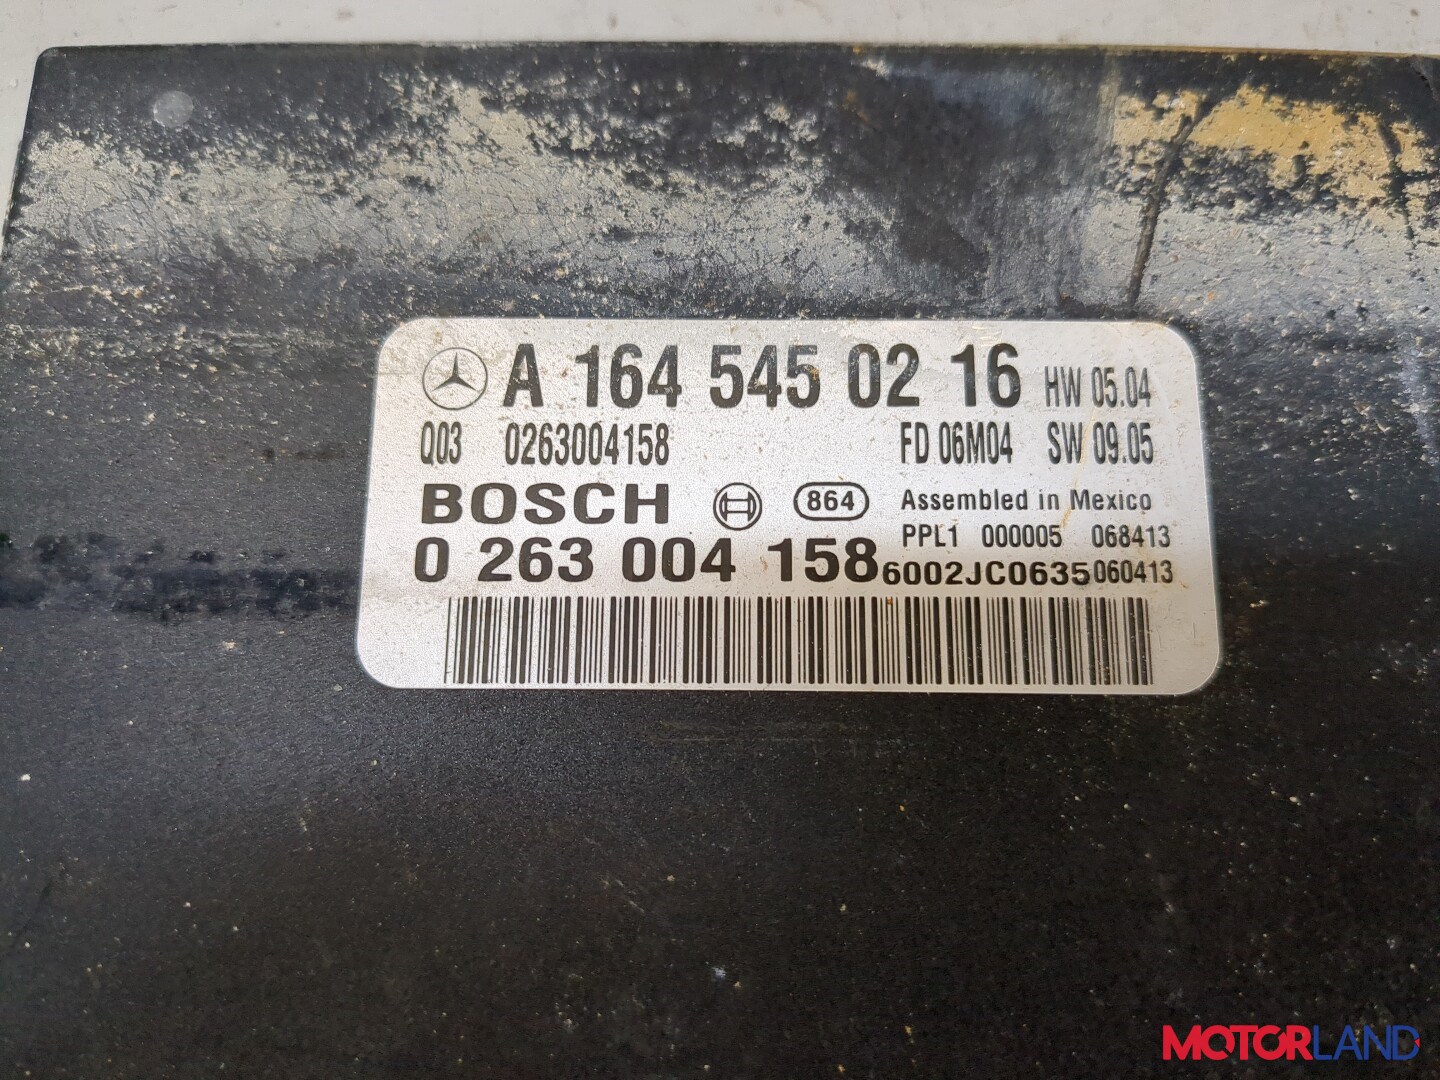 A 164 545 02 16 HW 05.04
Q03 0263004158 FD 06M04 SW 09.05
BOSCH 864 Assembled in Mexico
PPL1 000005 068413
0 263 004 158 6002JC0635 060413
MOTORLAND